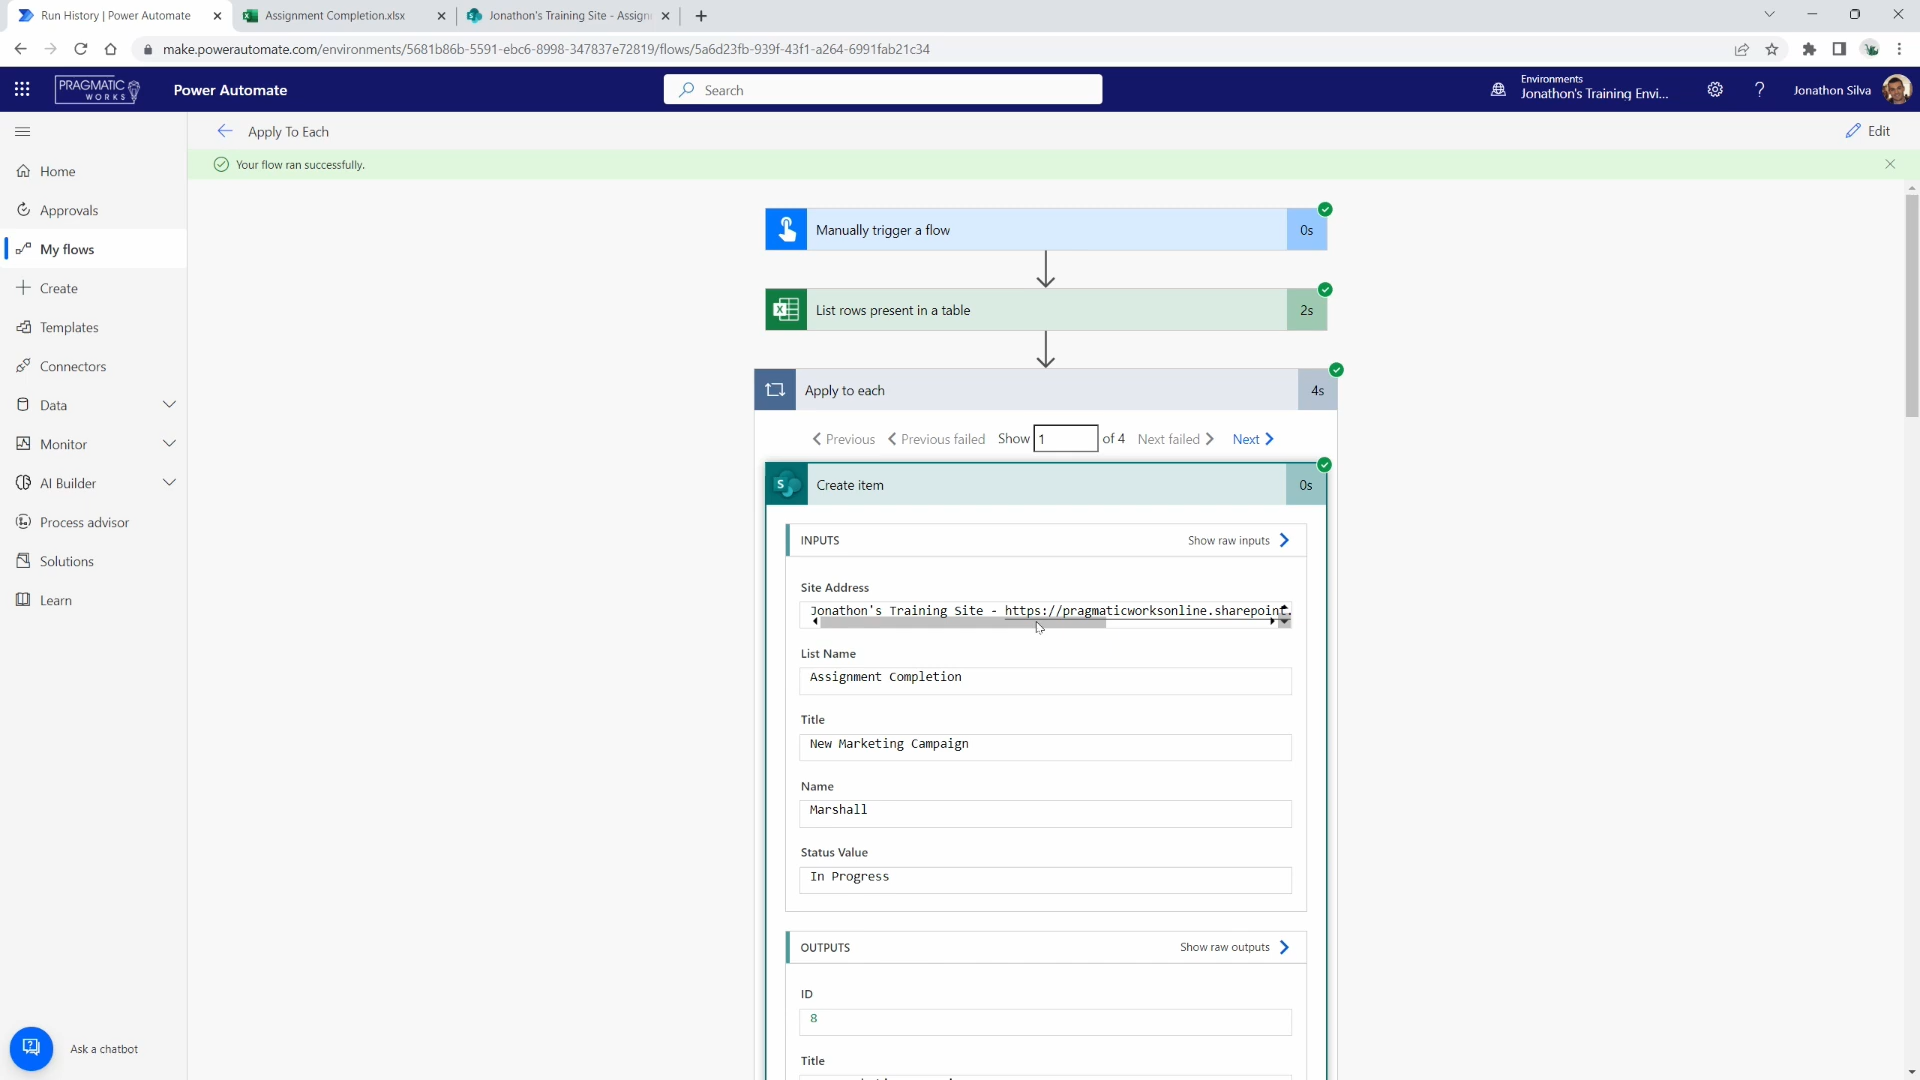 Run History | Power Automate
Assignment Completion.xlsx
Jonathon's Training Site - Assign
make.powerautomate.com/environments/5681b86b-5591-ebc6-8998-347837e72819/flows/5a6d23fb-939f-43f1-a264-6991fab21c34
PRAGMATIC WORKS
Power Automate
Search
Environments
Jonathon's Training Envi...
?
Jonathon Silva
Apply To Each
Edit
Your flow ran successfully.
Home
Approvals
My flows
Create
Templates
Connectors
Data
Monitor
AI Builder
Process advisor
Solutions
Learn
Ask a chatbot
Manually trigger a flow
0s
List rows present in a table
2s
Apply to each
4s
Previous
Previous failed
Show 1 of 4
Next failed
Next
Create item
0s
INPUTS
Show raw inputs
Site Address
Jonathon's Training Site - https://pragmaticworksonline.sharepoint.
List Name
Assignment Completion
Title
New Marketing Campaign
Name
Marshall
Status Value
In Progress
OUTPUTS
Show raw outputs
ID
8
Title